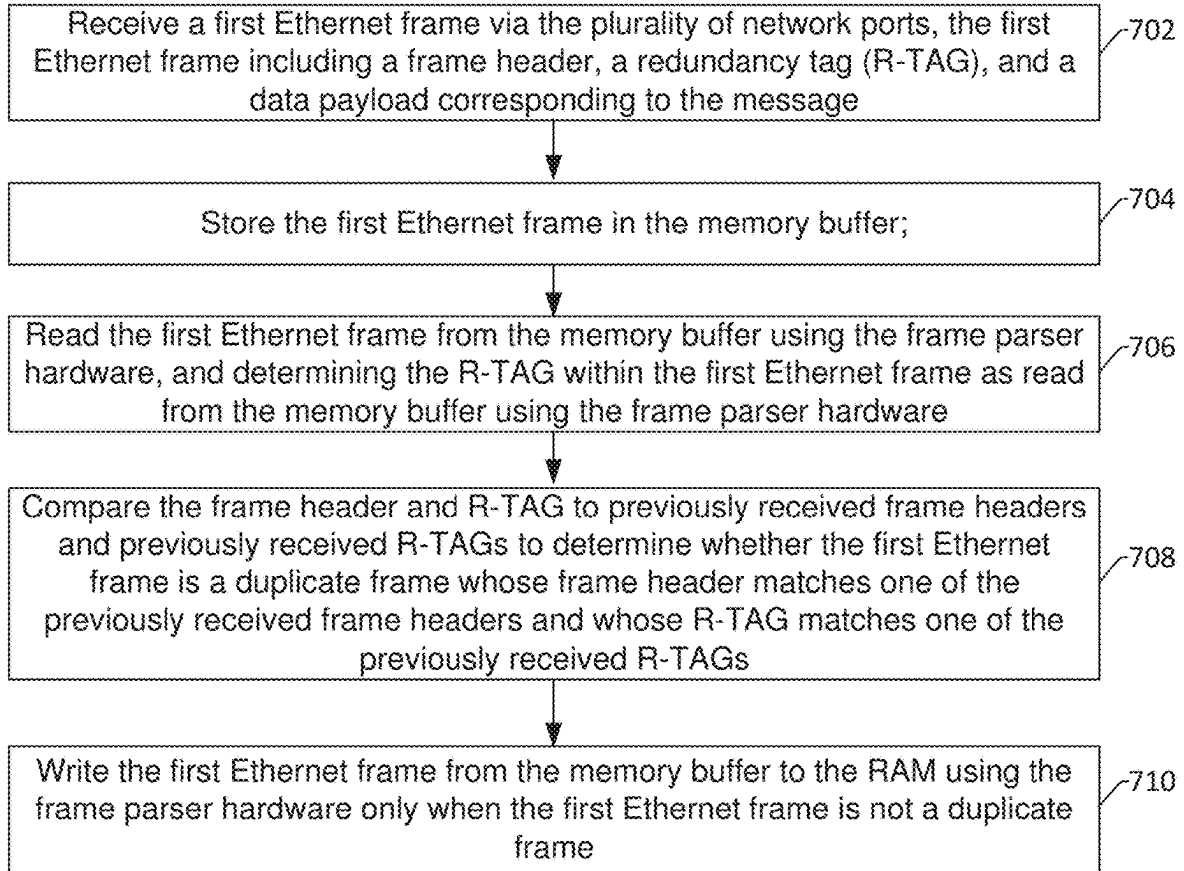 Receive a first Ethernet frame via the plurality of network ports, the first
Ethernet frame including a frame header, a redundancy tag (R-TAG), and a
data payload corresponding to the message
702
Store the first Ethernet frame in the memory buffer;
704
Read the first Ethernet frame from the memory buffer using the frame parser
hardware, and determining the R-TAG within the first Ethernet frame as read
from the memory buffer using the frame parser hardware
706
Compare the frame header and R-TAG to previously received frame headers
and previously received R-TAGs to determine whether the first Ethernet
frame is a duplicate frame whose frame header matches one of the
previously received frame headers and whose R-TAG matches one of the
previously received R-TAGs
708
Write the first Ethernet frame from the memory buffer to the RAM using the
frame parser hardware only when the first Ethernet frame is not a duplicate
frame
710